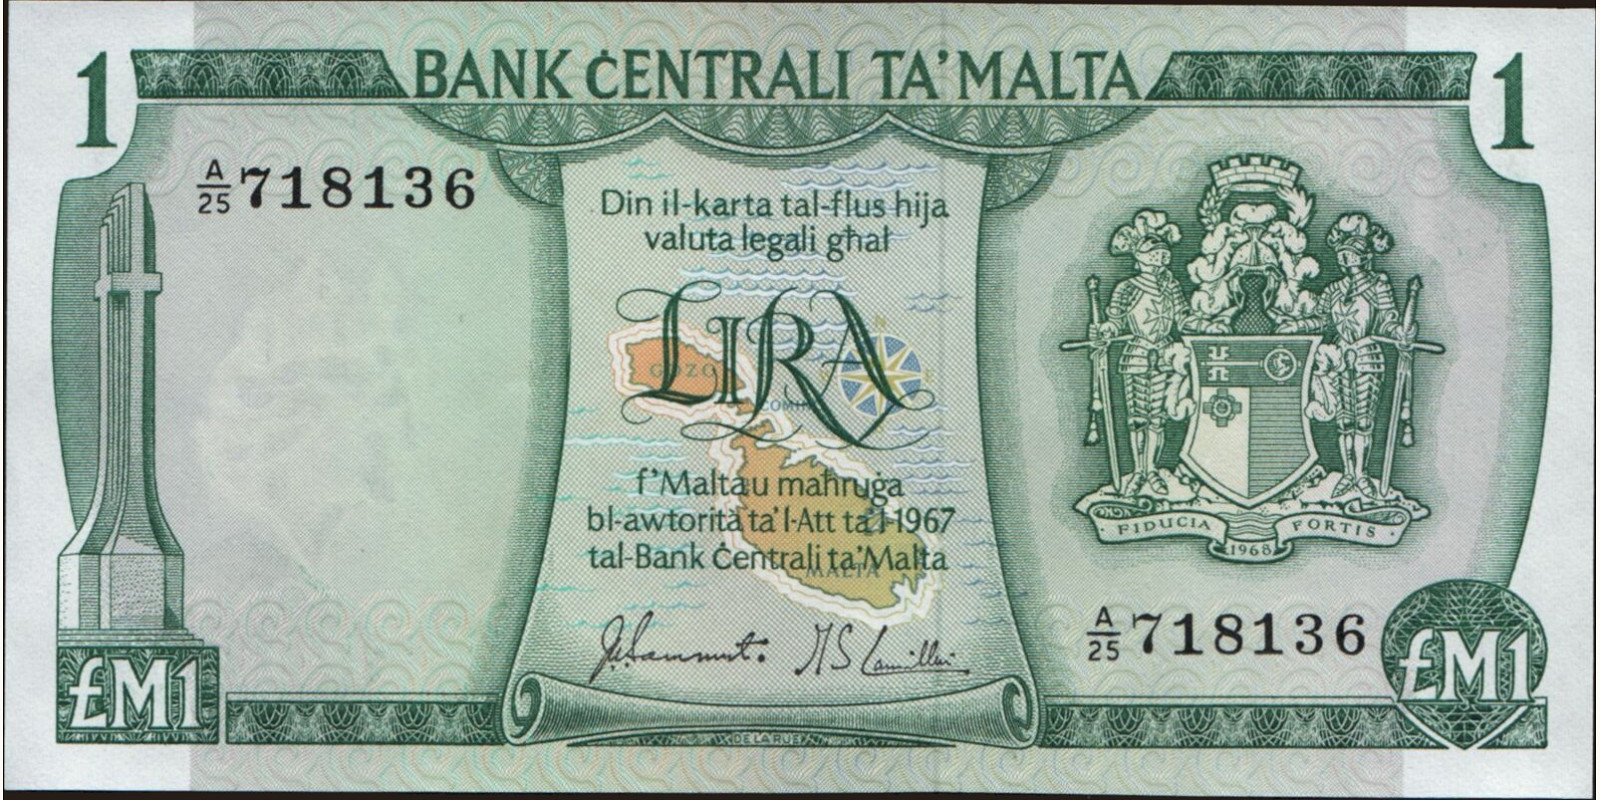 1 BANK ĊENTRALI TA' MALTA 1
A/25 718136
Din il-karta tal-flus hija
valuta legali għal
LIRA
GOZO
COMINO
f'Malta u maħruġa
bl-awtorità ta' l-Att ta' l-1967
tal-Bank Ċentrali ta' Malta
MALTA
FIDUCIA FORTIS
1968
A/25 718136
£M1 £M1
DE LA RUE